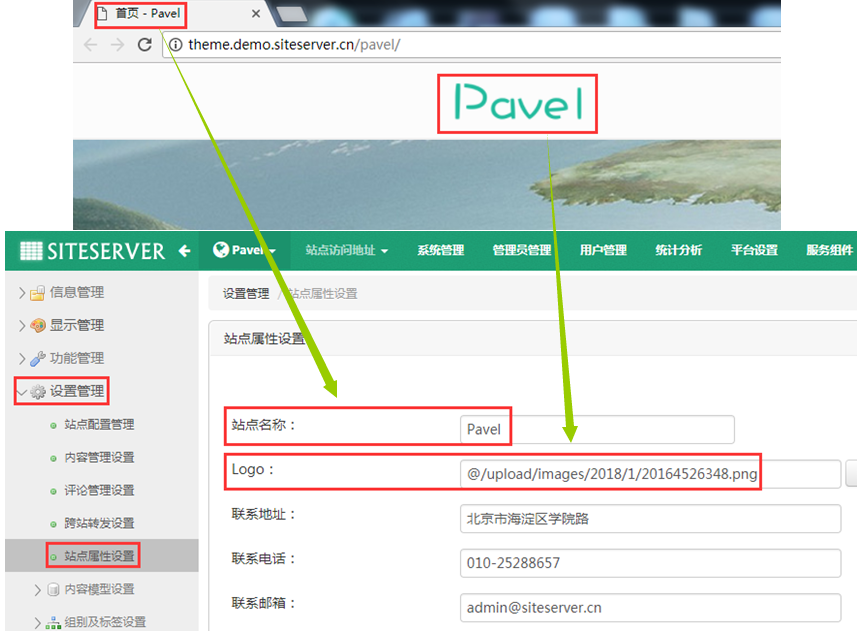 首页 - Pavel
theme.demo.siteserver.cn/pavel/
Pavel
SITESERVER Pavel 站点访问地址 系统管理 管理员管理 用户管理 统计分析 平台设置 服务组件
信息管理
显示管理
功能管理
设置管理
站点配置管理
内容管理设置
评论管理设置
跨站转发设置
站点属性设置
内容模型设置
组别及标签设置
设置管理 / 站点属性设置
站点属性设置
站点名称： Pavel
Logo： @/upload/images/2018/1/20164526348.png
联系地址： 北京市海淀区学院路
联系电话： 010-25288657
联系邮箱： admin@siteserver.cn